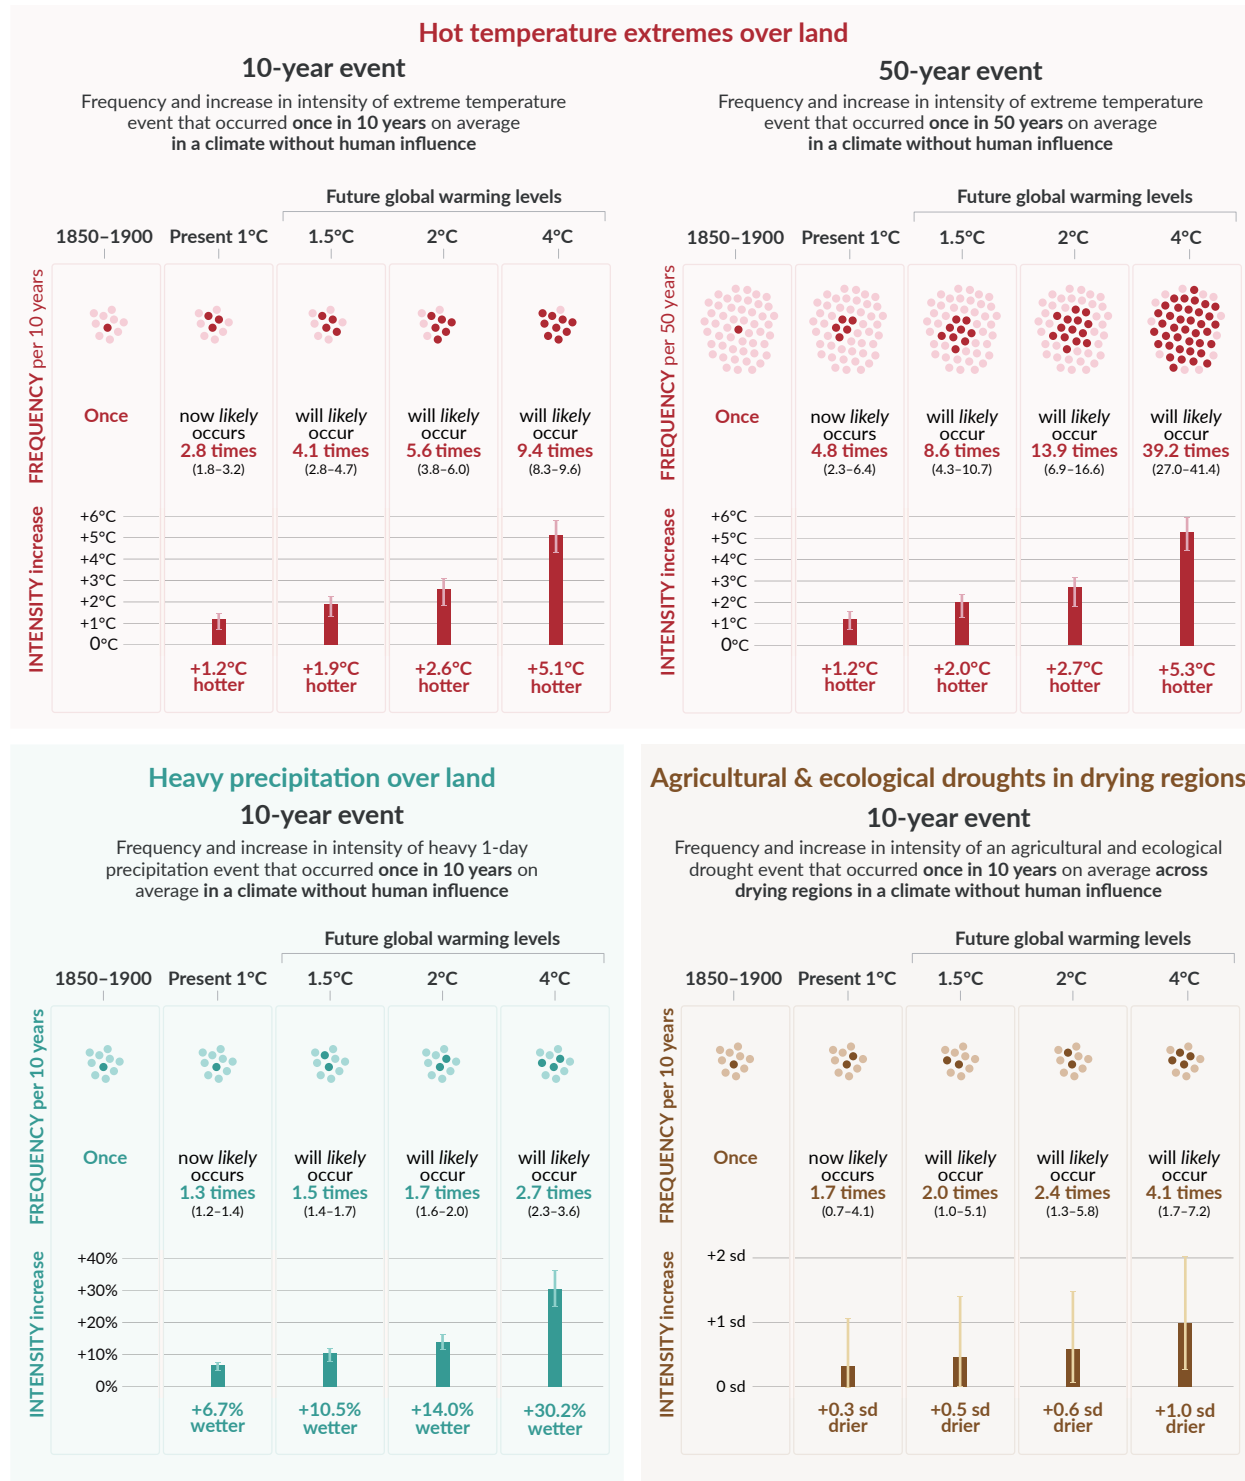 Hot temperature extremes over land
10-year event
Frequency and increase in intensity of extreme temperature
event that occurred once in 10 years on average
in a climate without human influence
Future global warming levels
1850–1900 Present 1°C 1.5°C 2°C 4°C
FREQUENCY per 10 years
Once
now likely occurs 2.8 times (1.8–3.2)
will likely occur 4.1 times (2.8–4.7)
will likely occur 5.6 times (3.8–6.0)
will likely occur 9.4 times (8.3–9.6)
INTENSITY increase
+6°C
+5°C
+4°C
+3°C
+2°C
+1°C
0°C
+1.2°C hotter
+1.9°C hotter
+2.6°C hotter
+5.1°C hotter
50-year event
Frequency and increase in intensity of extreme temperature
event that occurred once in 50 years on average
in a climate without human influence
Future global warming levels
1850–1900 Present 1°C 1.5°C 2°C 4°C
FREQUENCY per 50 years
Once
now likely occurs 4.8 times (2.3–6.4)
will likely occur 8.6 times (4.3–10.7)
will likely occur 13.9 times (6.9–16.6)
will likely occur 39.2 times (27.0–41.4)
INTENSITY increase
+6°C
+5°C
+4°C
+3°C
+2°C
+1°C
0°C
+1.2°C hotter
+2.0°C hotter
+2.7°C hotter
+5.3°C hotter
Heavy precipitation over land
10-year event
Frequency and increase in intensity of heavy 1-day
precipitation event that occurred once in 10 years on
average in a climate without human influence
Future global warming levels
1850–1900 Present 1°C 1.5°C 2°C 4°C
FREQUENCY per 10 years
Once
now likely occurs 1.3 times (1.2–1.4)
will likely occur 1.5 times (1.4–1.7)
will likely occur 1.7 times (1.6–2.0)
will likely occur 2.7 times (2.3–3.6)
INTENSITY increase
+40%
+30%
+20%
+10%
0%
+6.7% wetter
+10.5% wetter
+14.0% wetter
+30.2% wetter
Agricultural & ecological droughts in drying regions
10-year event
Frequency and increase in intensity of an agricultural and ecological
drought event that occurred once in 10 years on average across
drying regions in a climate without human influence
Future global warming levels
1850–1900 Present 1°C 1.5°C 2°C 4°C
FREQUENCY per 10 years
Once
now likely occurs 1.7 times (0.7–4.1)
will likely occur 2.0 times (1.0–5.1)
will likely occur 2.4 times (1.3–5.8)
will likely occur 4.1 times (1.7–7.2)
INTENSITY increase
+2 sd
+1 sd
0 sd
+0.3 sd drier
+0.5 sd drier
+0.6 sd drier
+1.0 sd drier